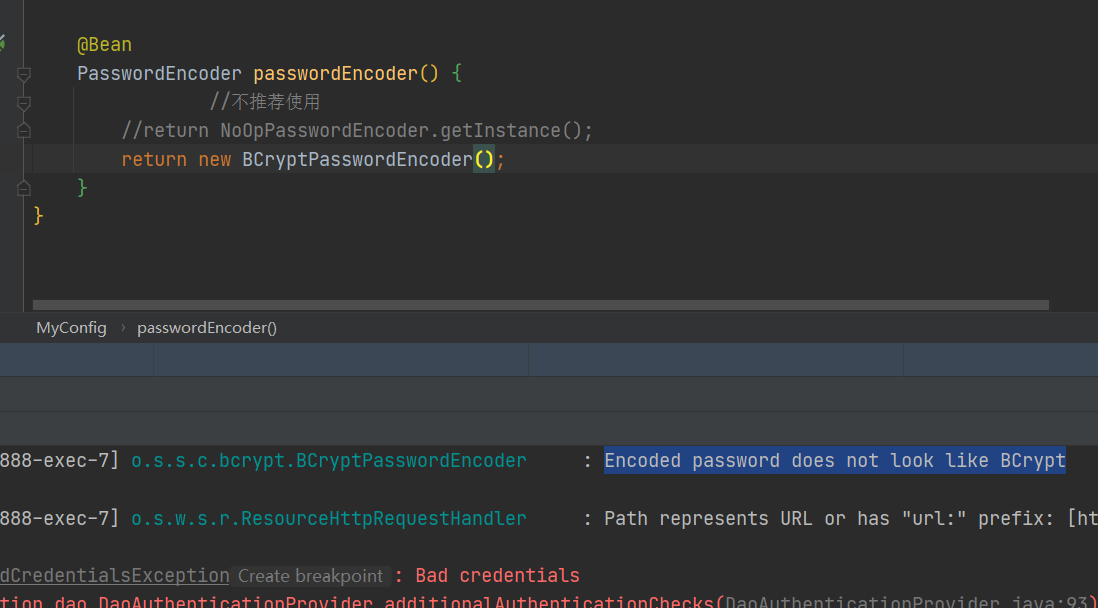 @Bean
PasswordEncoder passwordEncoder() {
//不推荐使用
//return NoOpPasswordEncoder.getInstance();
return new BCryptPasswordEncoder();
}
}
MyConfig › passwordEncoder()
888-exec-7] o.s.s.c.bcrypt.BCryptPasswordEncoder : Encoded password does not look like BCrypt
888-exec-7] o.s.w.s.r.ResourceHttpRequestHandler : Path represents URL or has "url:" prefix: [ht
dCredentialsException Create breakpoint : Bad credentials
tion.dao.DaoAuthenticationProvider.additionalAuthenticationChecks(DaoAuthenticationProvider.java:93)